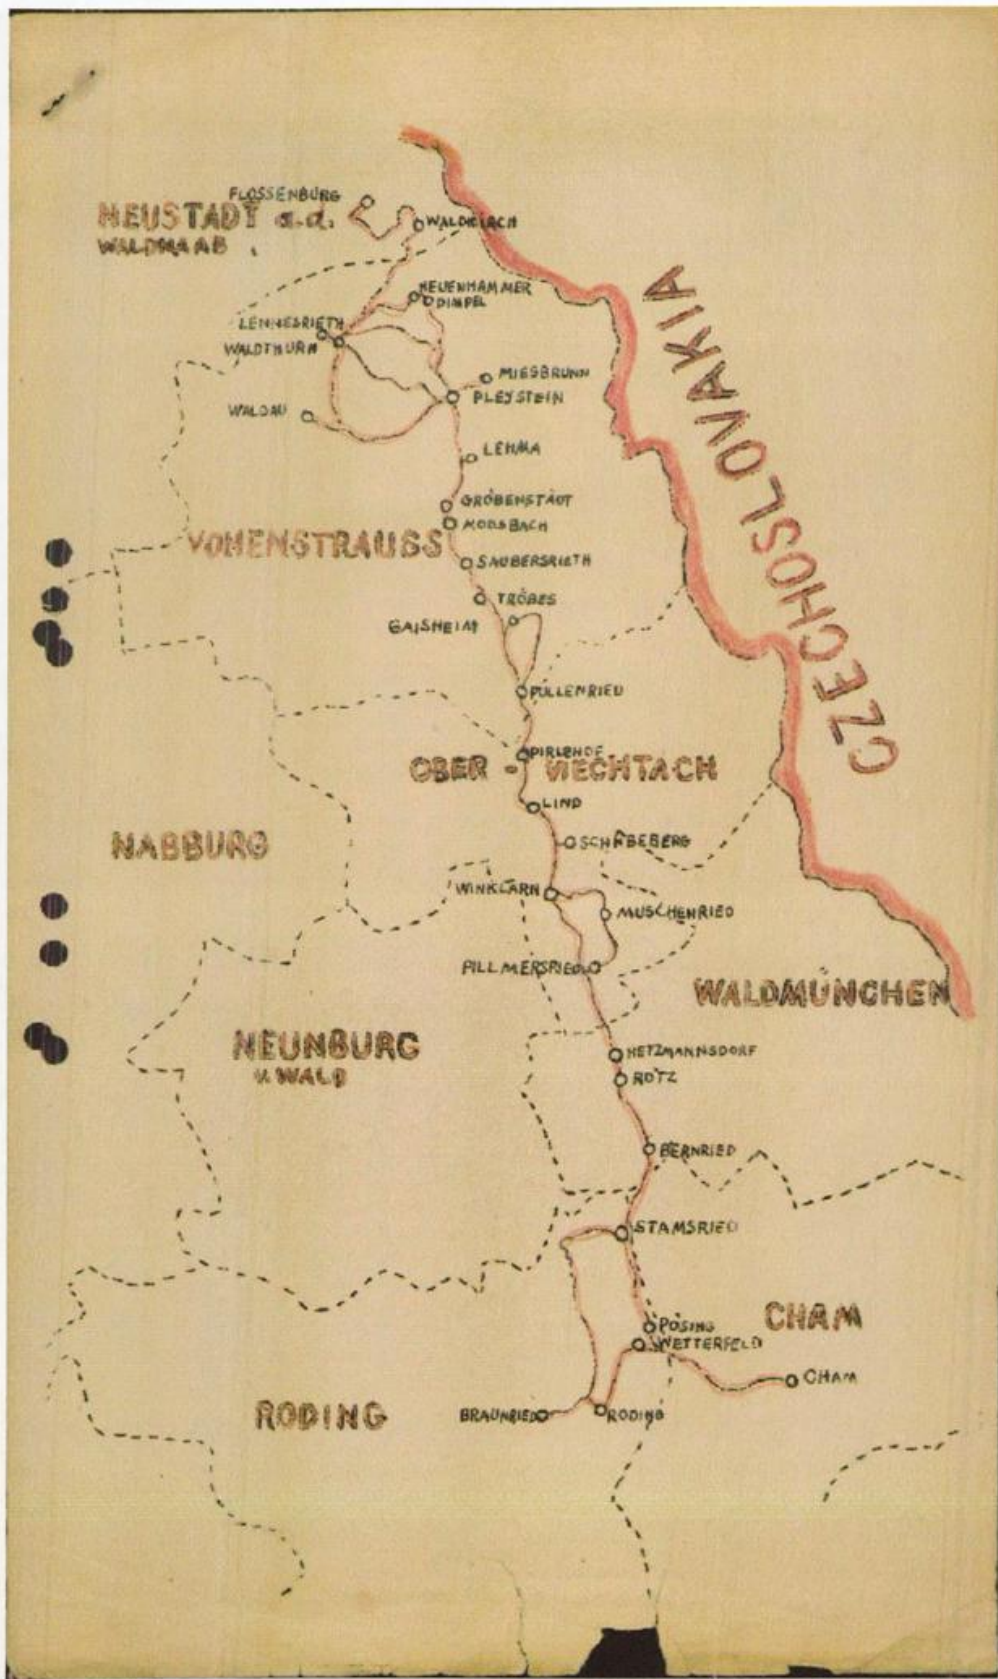 FLOSSENBURG
NEUSTADT a.d.
WALDNAAB.
WALDKIRCH
NEUENHAMMER
DIMPEL
LENNESRIETH
WALDTHURN
MIESBRUNN
PLEYSTEIN
WALDAU
LEHMA
GRÖBENSTÄDT
MOOSBACH
VOHENSTRAUSS
SAUBERSRIETH
TRÖBES
GAISHEIM
CZECHOSLOVAKIA
PULLENRIED
PIRLEHOF
OBER - VIECHTACH
LIND
NABBURG
SCHÄBEBERG
WINKLARN
MUSCHENRIED
PILLMERSRIED
WALDMÜNCHEN
NEUNBURG
v. WALD
HETZMANNSDORF
RÖTZ
BERNRIED
STAMSRIED
CHAM
PÖSING
WETTERFELD
CHAM
RODING
BRAUNRIED
RODING